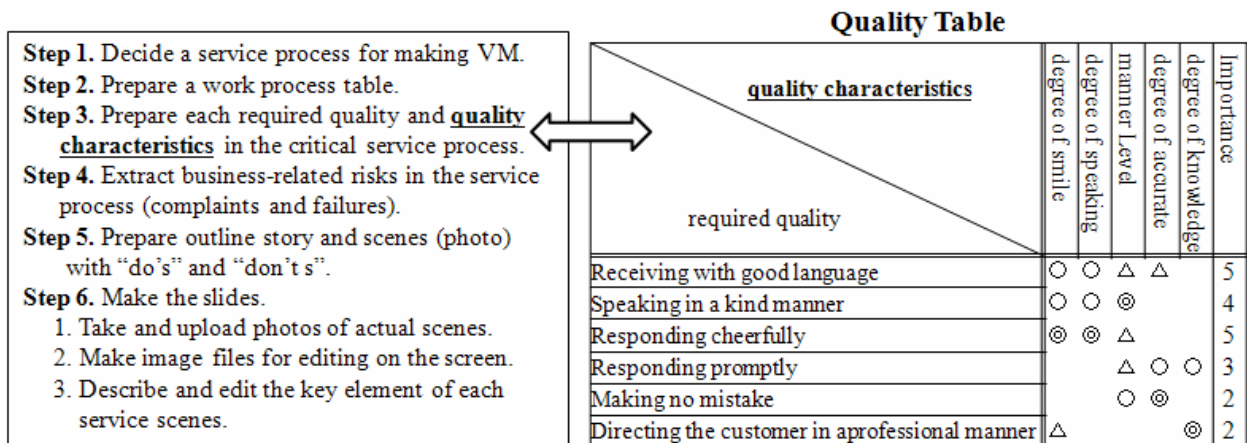 Step 1. Decide a service process for making VM.
Step 2. Prepare a work process table.
Step 3. Prepare each required quality and quality
characteristics in the critical service process.
Step 4. Extract business-related risks in the service
process (complaints and failures).
Step 5. Prepare outline story and scenes (photo)
with “do's” and “don't s”.
Step 6. Make the slides.
1. Take and upload photos of actual scenes.
2. Make image files for editing on the screen.
3. Describe and edit the key element of each
service scenes.
Quality Table
quality characteristics
required quality
degree of smile
degree of speaking
manner Level
degree of accurate
degree of knowledge
Importance
Receiving with good language ○ ○ △ △ 5
Speaking in a kind manner ○ ○ ◎ 4
Responding cheerfully ◎ ◎ △ 5
Responding promptly △ ○ ○ 3
Making no mistake ○ ◎ 2
Directing the customer in aprofessional manner △ ◎ 2